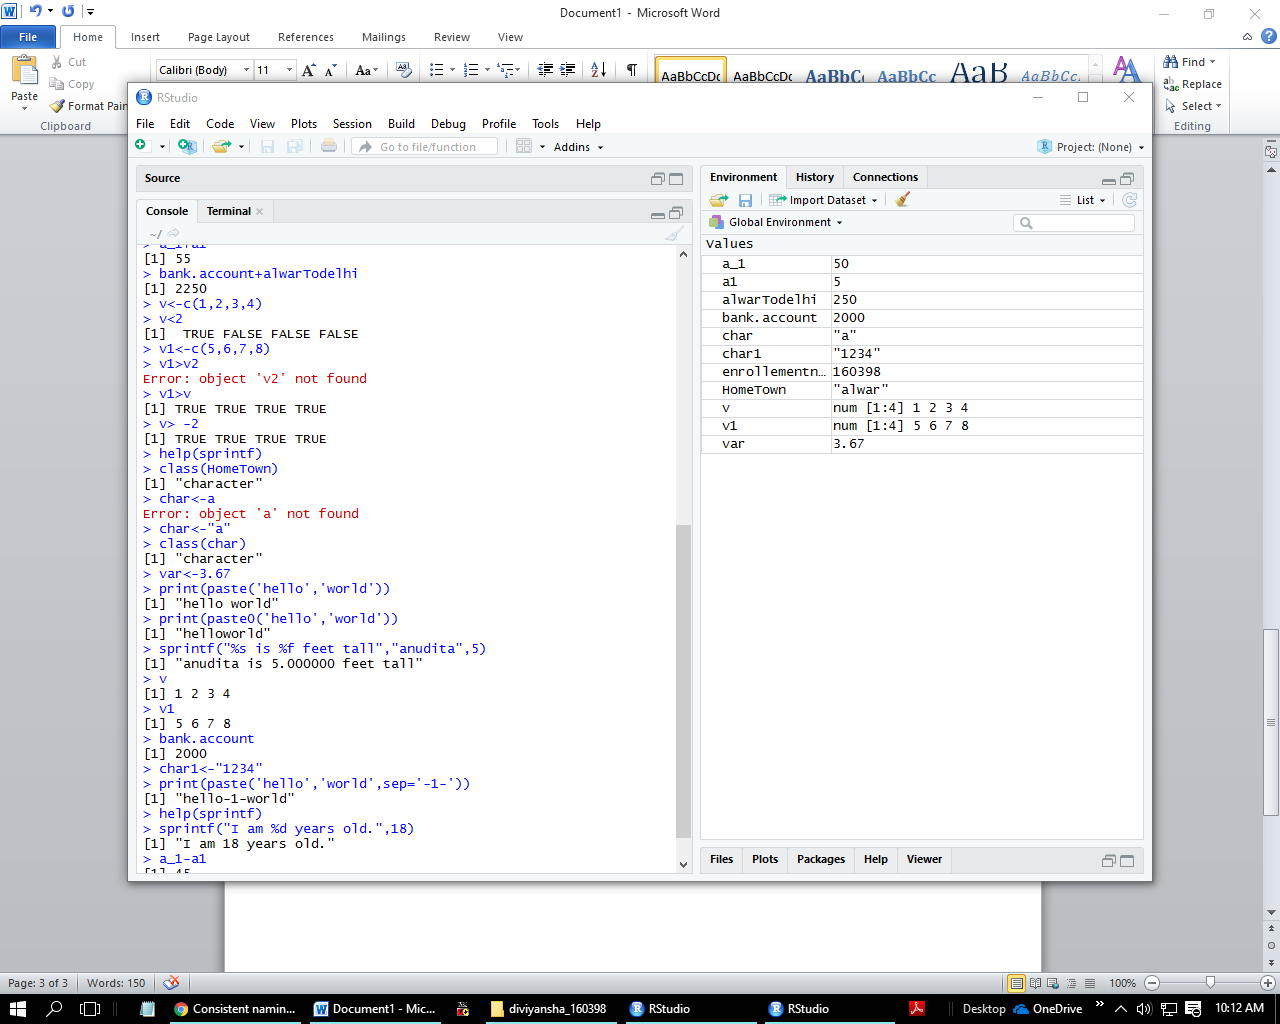 Document1 - Microsoft Word
File Home Insert Page Layout References Mailings Review View
Paste
Cut
Copy
Format Pain
Clipboard
Calibri (Body) 11
AaBbCcDc AaBbCcDc AaBbC AaBbCc AaB AaBbCc.
Find
Replace
Select
Editing
RStudio
File Edit Code View Plots Session Build Debug Profile Tools Help
Go to file/function
Addins
Project: (None)
Source
Console Terminal
~/
> a_1+a1
[1] 55
> bank.account+alwarTodelhi
[1] 2250
> v<-c(1,2,3,4)
> v<2
[1]  TRUE FALSE FALSE FALSE
> v1<-c(5,6,7,8)
> v1>v2
Error: object 'v2' not found
> v1>v
[1] TRUE TRUE TRUE TRUE
> v> -2
[1] TRUE TRUE TRUE TRUE
> help(sprintf)
> class(HomeTown)
[1] "character"
> char<-a
Error: object 'a' not found
> char<-"a"
> class(char)
[1] "character"
> var<-3.67
> print(paste('hello','world'))
[1] "hello world"
> print(paste0('hello','world'))
[1] "helloworld"
> sprintf("%s is %f feet tall","anudita",5)
[1] "anudita is 5.000000 feet tall"
> v
[1] 1 2 3 4
> v1
[1] 5 6 7 8
> bank.account
[1] 2000
> char1<-"1234"
> print(paste('hello','world',sep='-1-'))
[1] "hello-1-world"
> help(sprintf)
> sprintf("I am %d years old.",18)
[1] "I am 18 years old."
> a_1-a1
[1] 45
Environment History Connections
Import Dataset
List
Global Environment
Values
a_1 50
a1 5
alwarTodelhi 250
bank.account 2000
char "a"
char1 "1234"
enrollementn… 160398
HomeTown "alwar"
v num [1:4] 1 2 3 4
v1 num [1:4] 5 6 7 8
var 3.67
Files Plots Packages Help Viewer
Page: 3 of 3 Words: 150
100%
Consistent namin...
Document1 - Mic...
diviyansha_160398
RStudio
RStudio
Desktop
OneDrive
10:12 AM